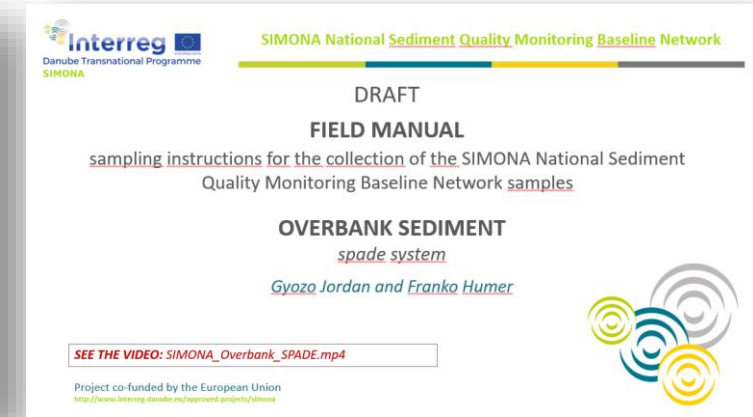 Interreg
Danube Transnational Programme
SIMONA
SIMONA National Sediment Quality Monitoring Baseline Network
DRAFT
FIELD MANUAL
sampling instructions for the collection of the SIMONA National Sediment
Quality Monitoring Baseline Network samples
OVERBANK SEDIMENT
spade system
Gyozo Jordan and Franko Humer
SEE THE VIDEO: SIMONA_Overbank_SPADE.mp4
Project co-funded by the European Union
http://www.interreg-danube.eu/approved-projects/simona